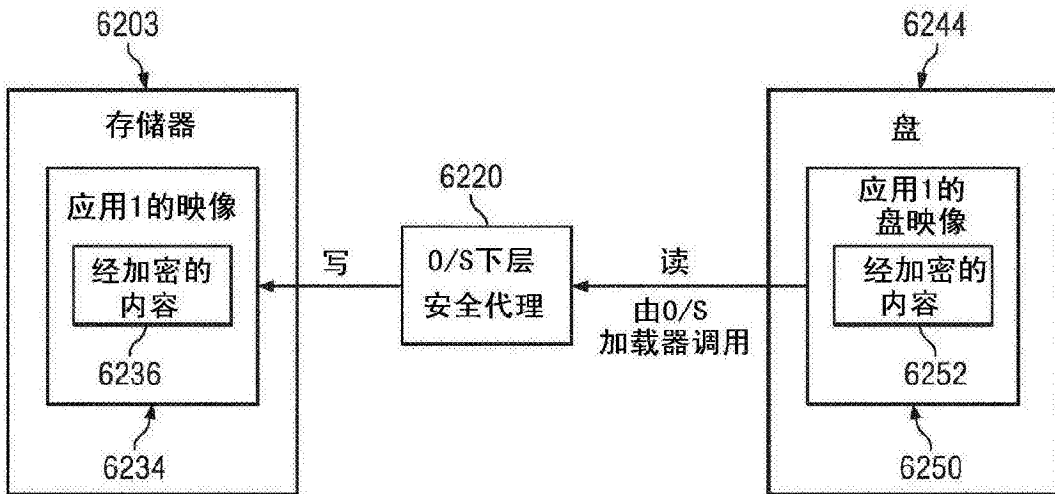 6203
6244
存储器
盘
应用1的映像
经加密的
内容
6236
6234
6220
O/S下层
安全代理
写
读
由O/S
加载器调用
应用1的
盘映像
经加密的
内容
6252
6250